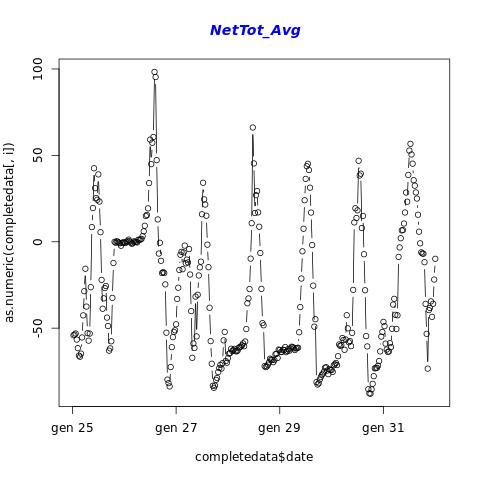 NetTot_Avg
as.numeric(completedata[, i])
100
50
0
-50
gen 25
gen 27
gen 29
gen 31
completedata$date